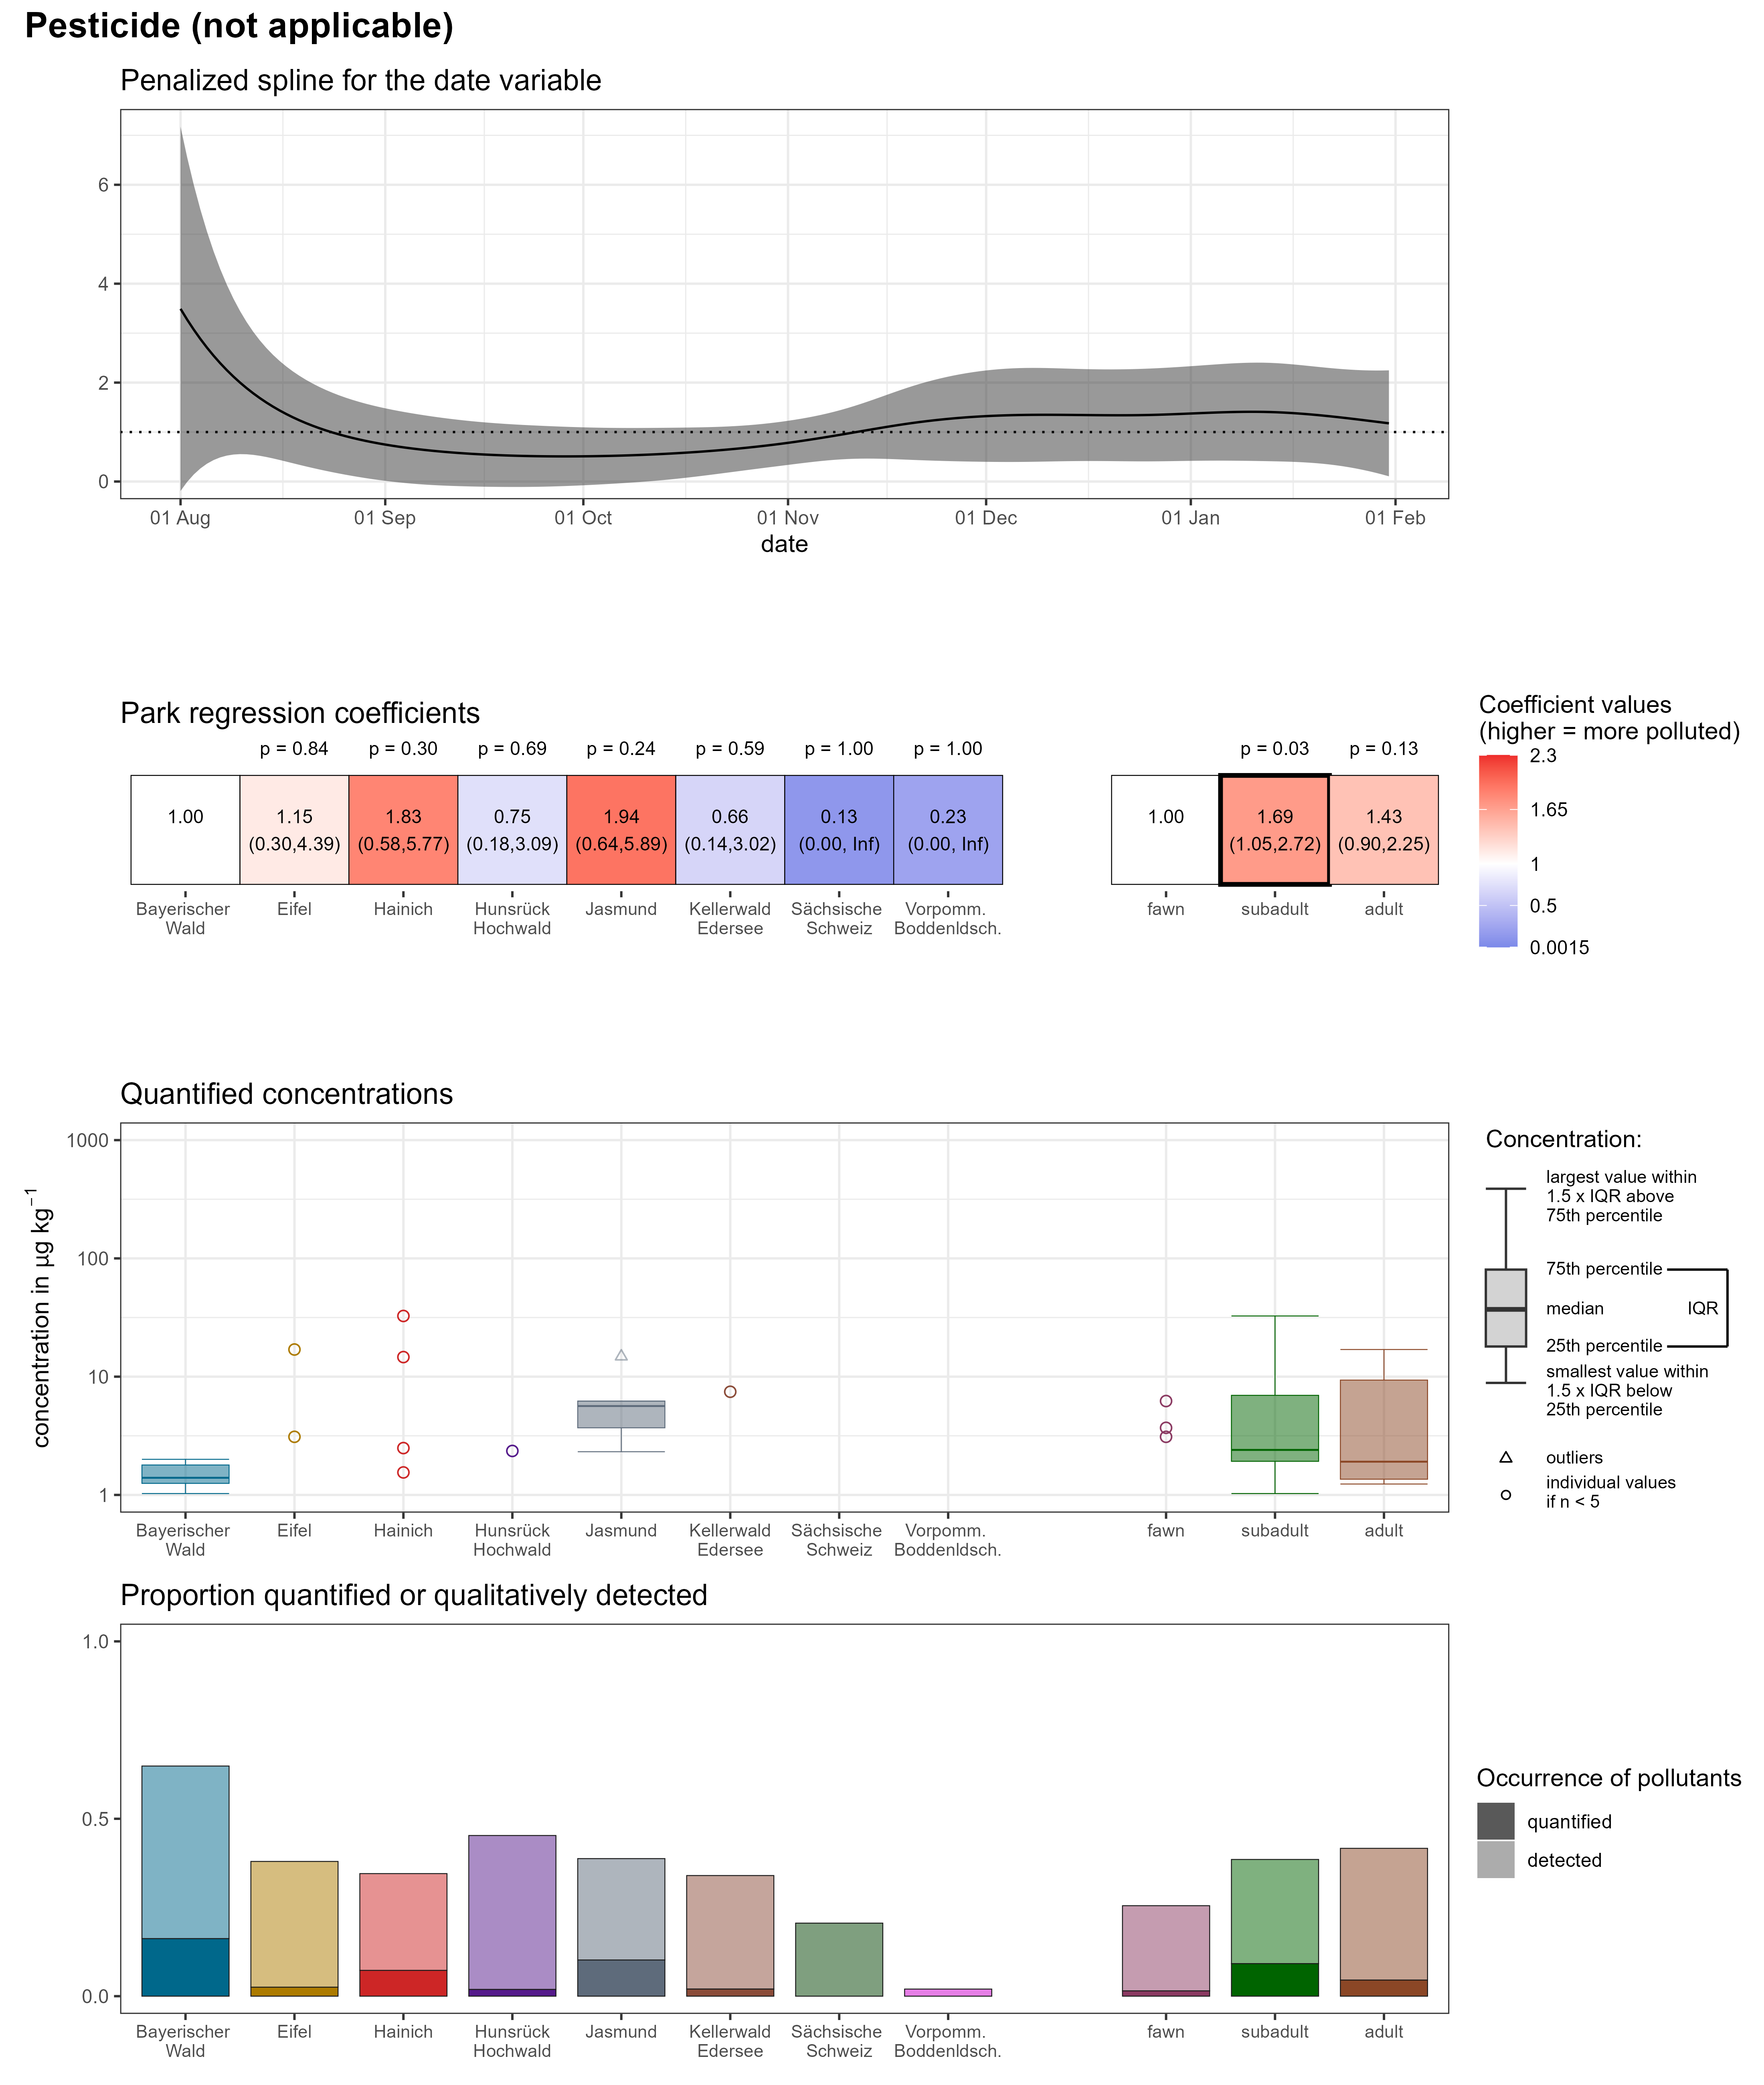 Pesticide (not applicable)
Penalized spline for the date variable
6
4
2
0
01 Aug 01 Sep 01 Oct 01 Nov 01 Dec 01 Jan 01 Feb
date
Park regression coefficients
p = 0.84 p = 0.30 p = 0.69 p = 0.24 p = 0.59 p = 1.00 p = 1.00 p = 0.03 p = 0.13
1.00 1.15 1.83 0.75 1.94 0.66 0.13 0.23 1.00 1.69 1.43
(0.30,4.39) (0.58,5.77) (0.18,3.09) (0.64,5.89) (0.14,3.02) (0.00, Inf) (0.00, Inf) (1.05,2.72) (0.90,2.25)
Bayerischer Eifel Hainich Hunsrück Jasmund Kellerwald Sächsische Vorpomm. fawn subadult adult
Wald Hochwald Edersee Schweiz Boddenldsch.
Coefficient values
(higher = more polluted)
2.3
1.65
1
0.5
0.0015
Quantified concentrations
concentration in µg kg⁻¹
1000
100
10
1
Bayerischer Eifel Hainich Hunsrück Jasmund Kellerwald Sächsische Vorpomm. fawn subadult adult
Wald Hochwald Edersee Schweiz Boddenldsch.
Concentration:
largest value within
1.5 x IQR above
75th percentile
75th percentile
median IQR
25th percentile
smallest value within
1.5 x IQR below
25th percentile
outliers
individual values
if n < 5
Proportion quantified or qualitatively detected
1.0
0.5
0.0
Bayerischer Eifel Hainich Hunsrück Jasmund Kellerwald Sächsische Vorpomm. fawn subadult adult
Wald Hochwald Edersee Schweiz Boddenldsch.
Occurrence of pollutants
quantified
detected